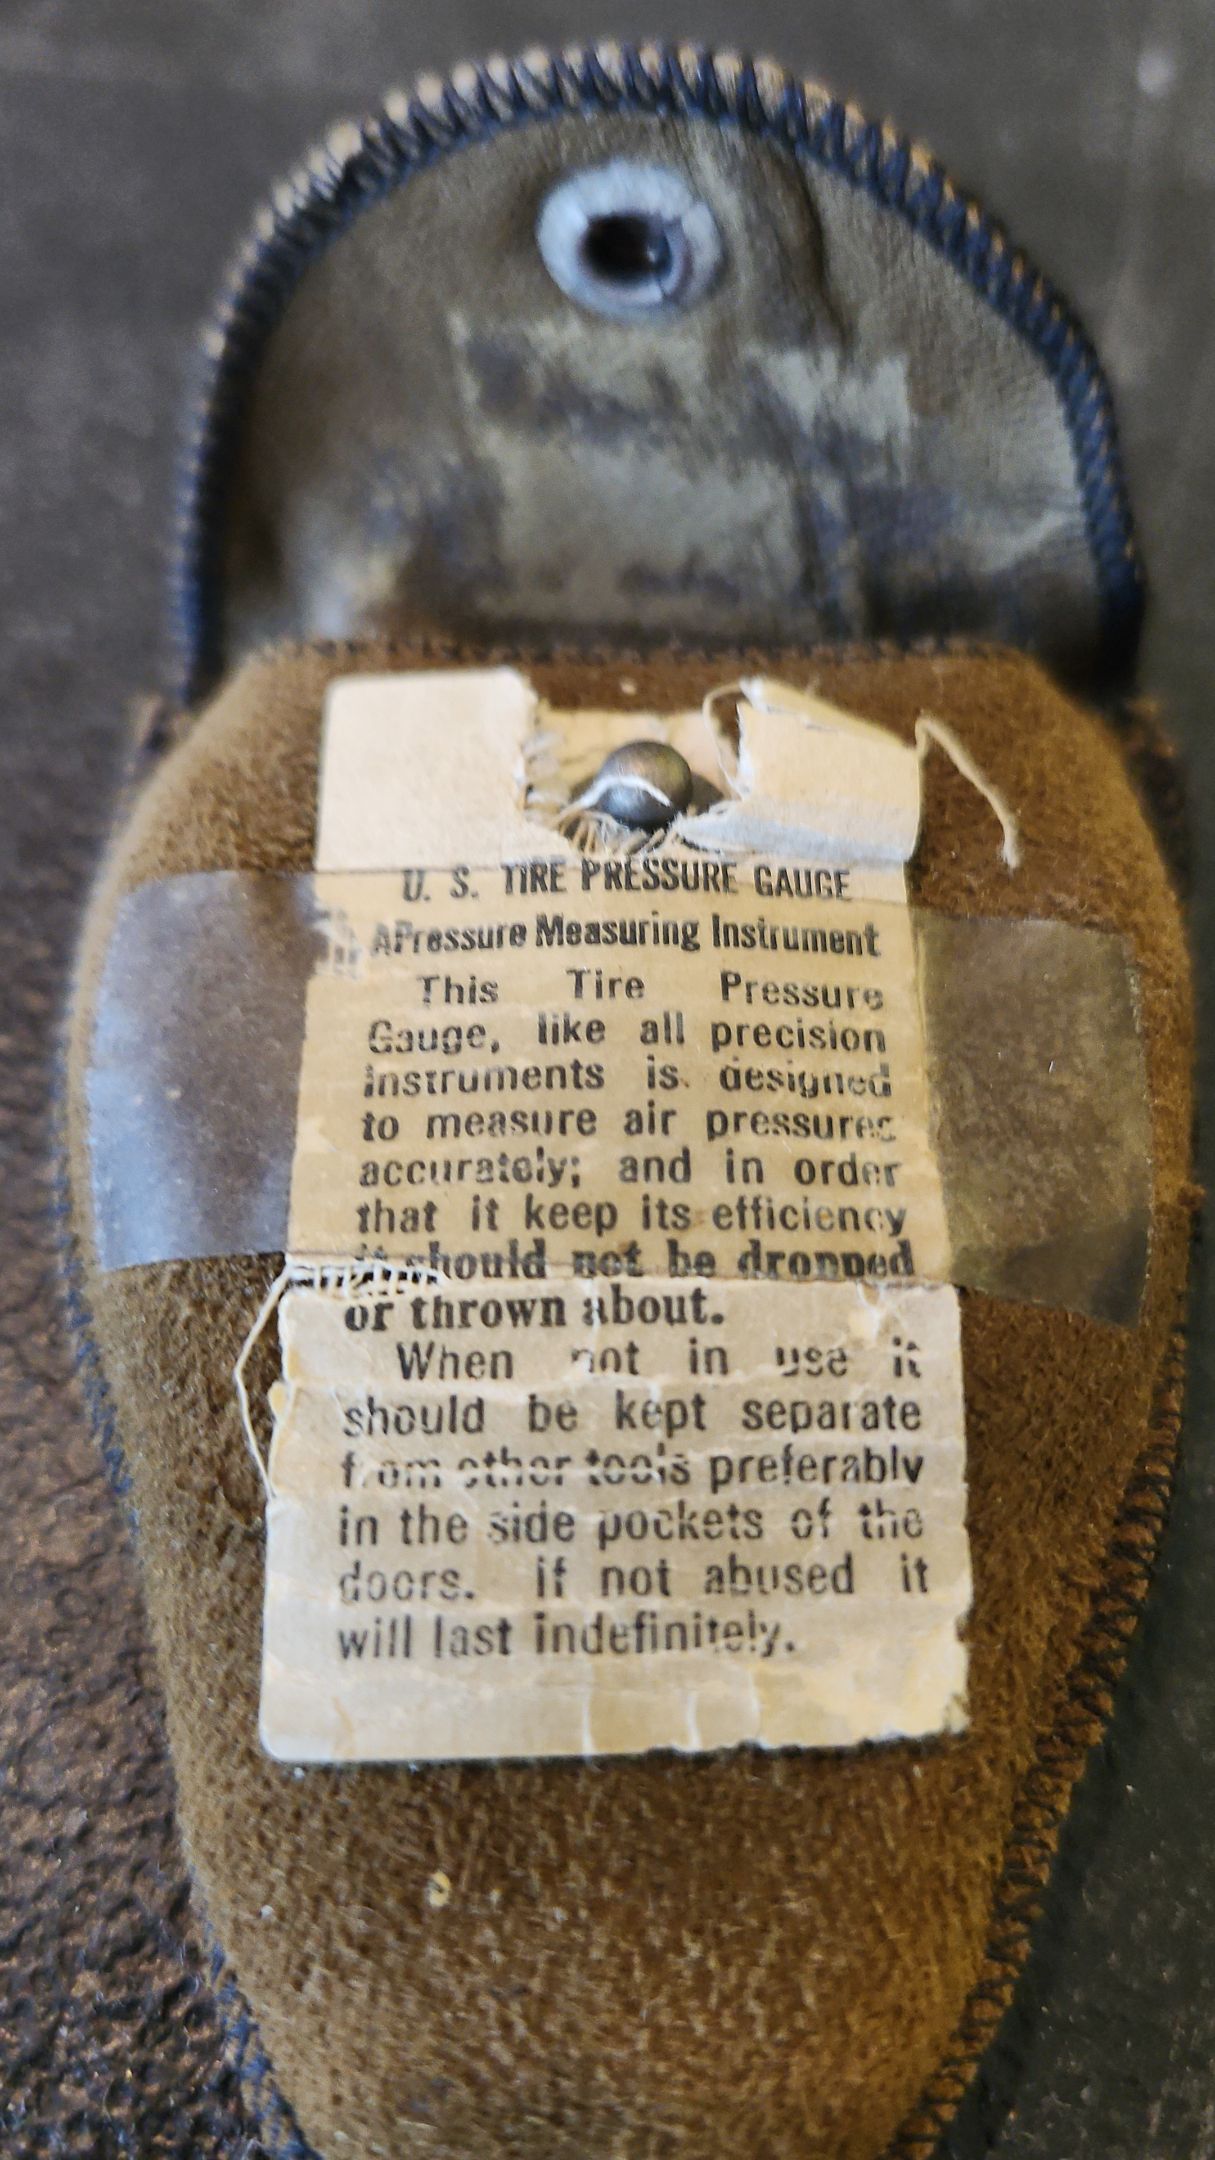 U. S. TIRE PRESSURE GAUGE
A Pressure Measuring Instrument
This Tire Pressure
Gauge, like all precision
instruments is designed
to measure air pressures
accurately; and in order
that it keep its efficiency
it should not be dropped
or thrown about.
When not in use it
should be kept separate
from other tools preferably
in the side pockets of the
doors. if not abused it
will last indefinitely.